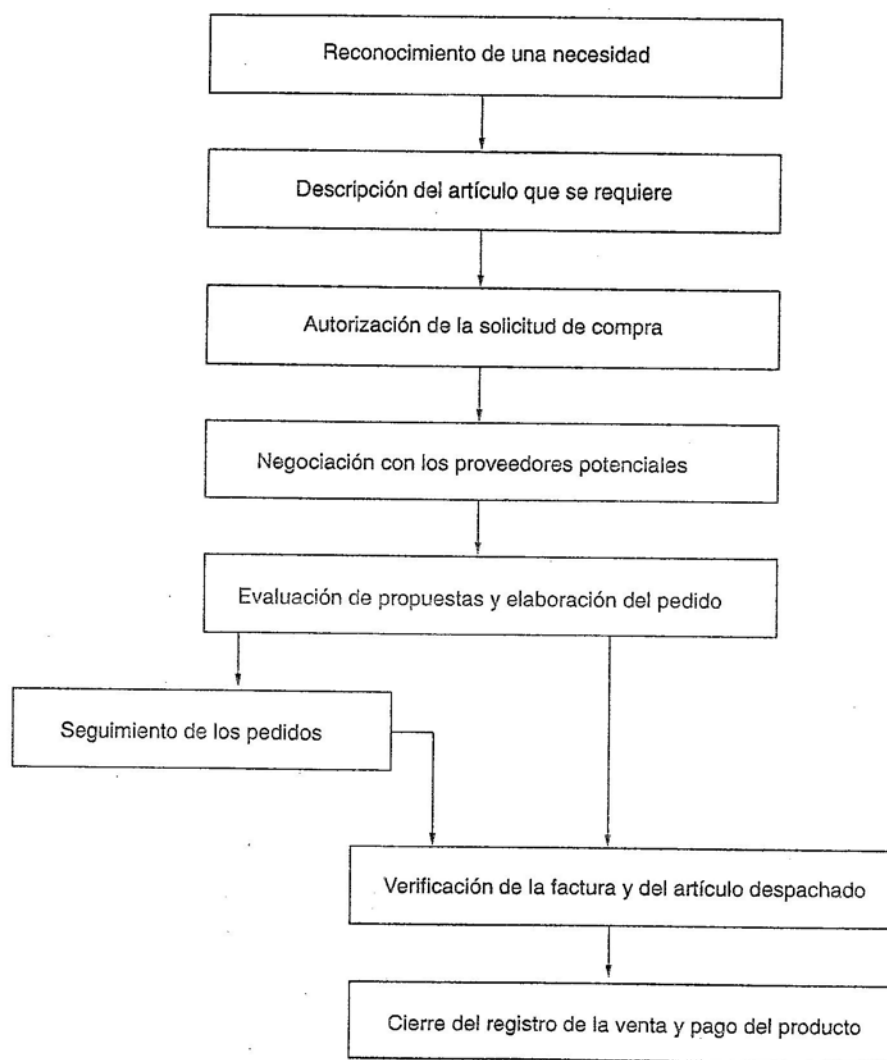 Reconocimiento de una necesidad
Descripción del artículo que se requiere
Autorización de la solicitud de compra
Negociación con los proveedores potenciales
Evaluación de propuestas y elaboración del pedido
Seguimiento de los pedidos
Verificación de la factura y del artículo despachado
Cierre del registro de la venta y pago del producto